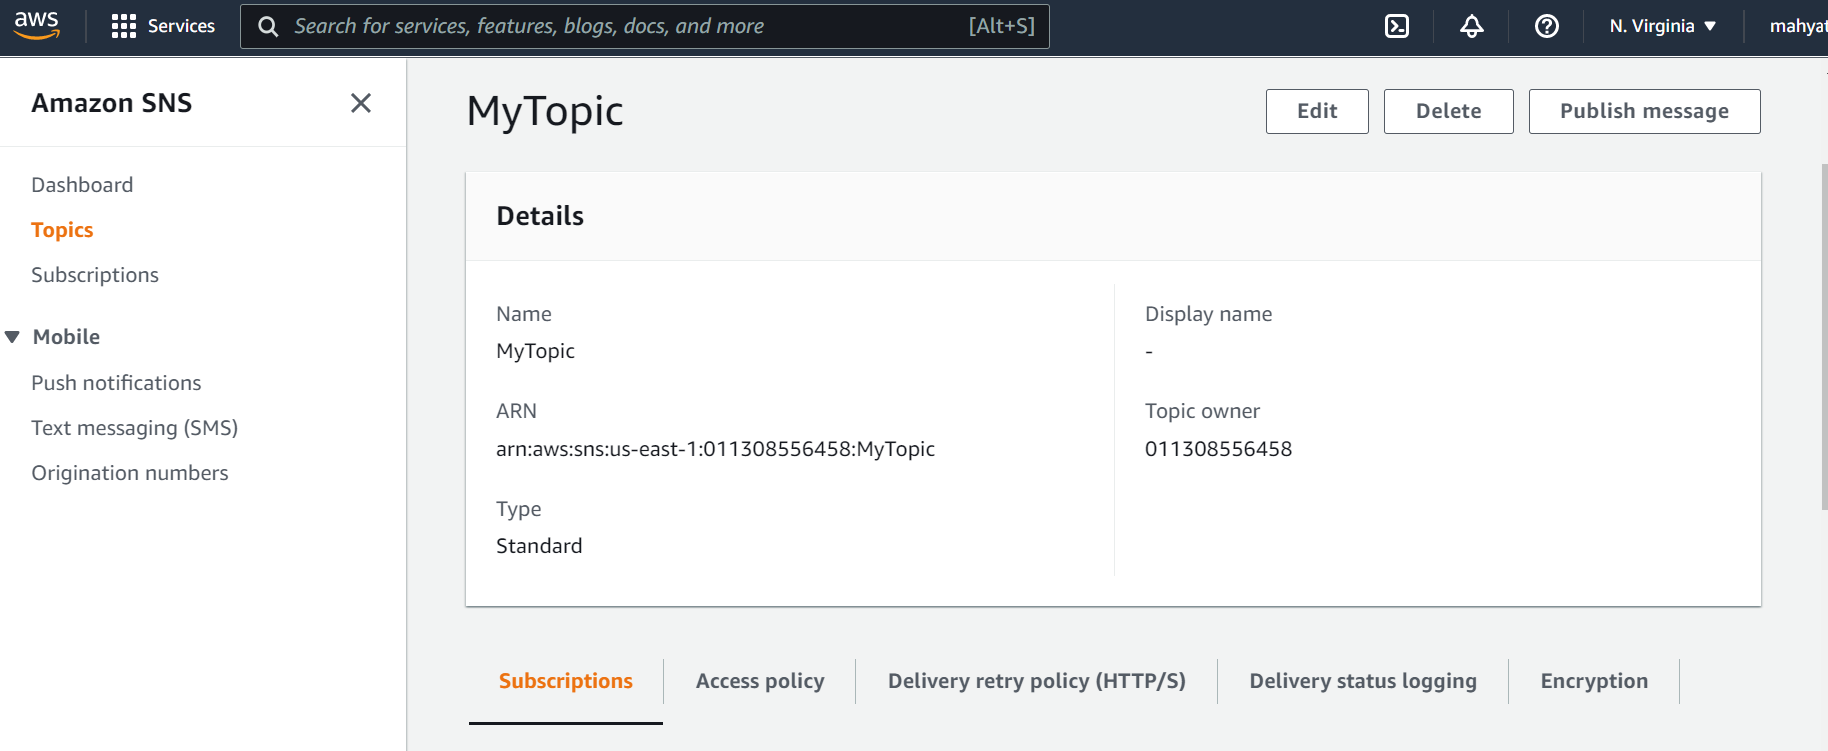 aws
Services
Search for services, features, blogs, docs, and more [Alt+S]
N. Virginia
mahyat
Amazon SNS
Dashboard
Topics
Subscriptions
Mobile
Push notifications
Text messaging (SMS)
Origination numbers
MyTopic
Edit
Delete
Publish message
Details
Name
MyTopic
ARN
arn:aws:sns:us-east-1:011308556458:MyTopic
Type
Standard
Display name
-
Topic owner
011308556458
Subscriptions
Access policy
Delivery retry policy (HTTP/S)
Delivery status logging
Encryption